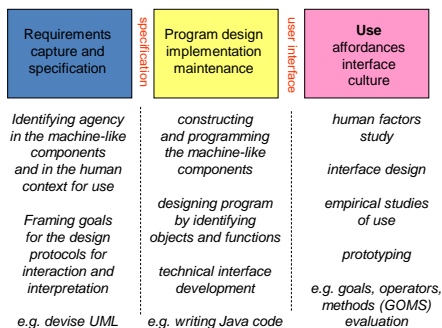 Requirements
capture and
specification
specification
Program design
implementation
maintenance
user interface
Use
affordances
interface
culture
Identifying agency
in the machine-like
components
and in the human
context for use
Framing goals
for the design
protocols for
interaction and
interpretation
e.g. devise UML
constructing
and programming
the machine-like
components
designing program
by identifying
objects and functions
technical interface
development
e.g. writing Java code
human factors
study
interface design
empirical studies
of use
prototyping
e.g. goals, operators,
methods (GOMS)
evaluation